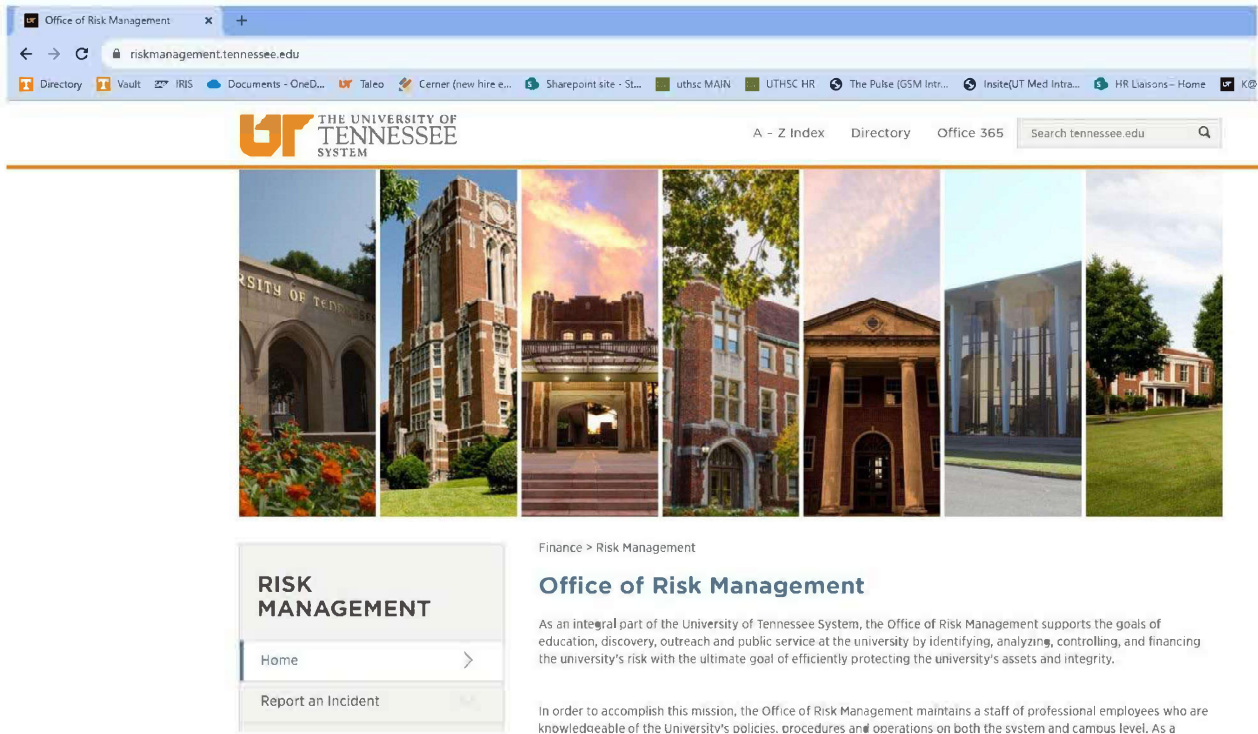 Office of Risk Management
riskmanagement.tennessee.edu
Directory Vault IRIS Documents - OneD... Taleo Cerner (new hire e... Sharepoint site - St... uthsc MAIN UTHSC HR The Pulse (GSM Intr... Insite(UT Med Intra... HR Liaisons– Home K@
UT THE UNIVERSITY OF
TENNESSEE
SYSTEM
A - Z Index Directory Office 365 Search tennessee.edu
RSITY OF TENNESSEE
Finance > Risk Management
RISK
MANAGEMENT
Home
Report an Incident
Office of Risk Management
As an integral part of the University of Tennessee System, the Office of Risk Management supports the goals of
education, discovery, outreach and public service at the university by identifying, analyzing, controlling, and financing
the university's risk with the ultimate goal of efficiently protecting the university's assets and integrity.
In order to accomplish this mission, the Office of Risk Management maintains a staff of professional employees who are
knowledgeable of the University's policies, procedures and operations on both the system and campus level. As a